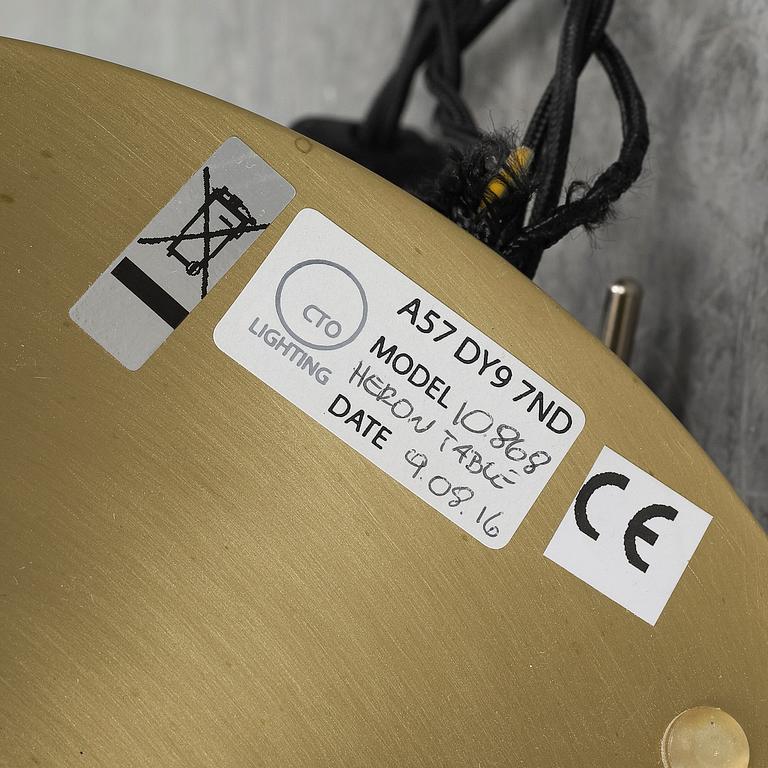 CTO
LIGHTING
A57 DY9 7ND
MODEL 10.868
HERON TABLE
DATE 9.08.16
CE